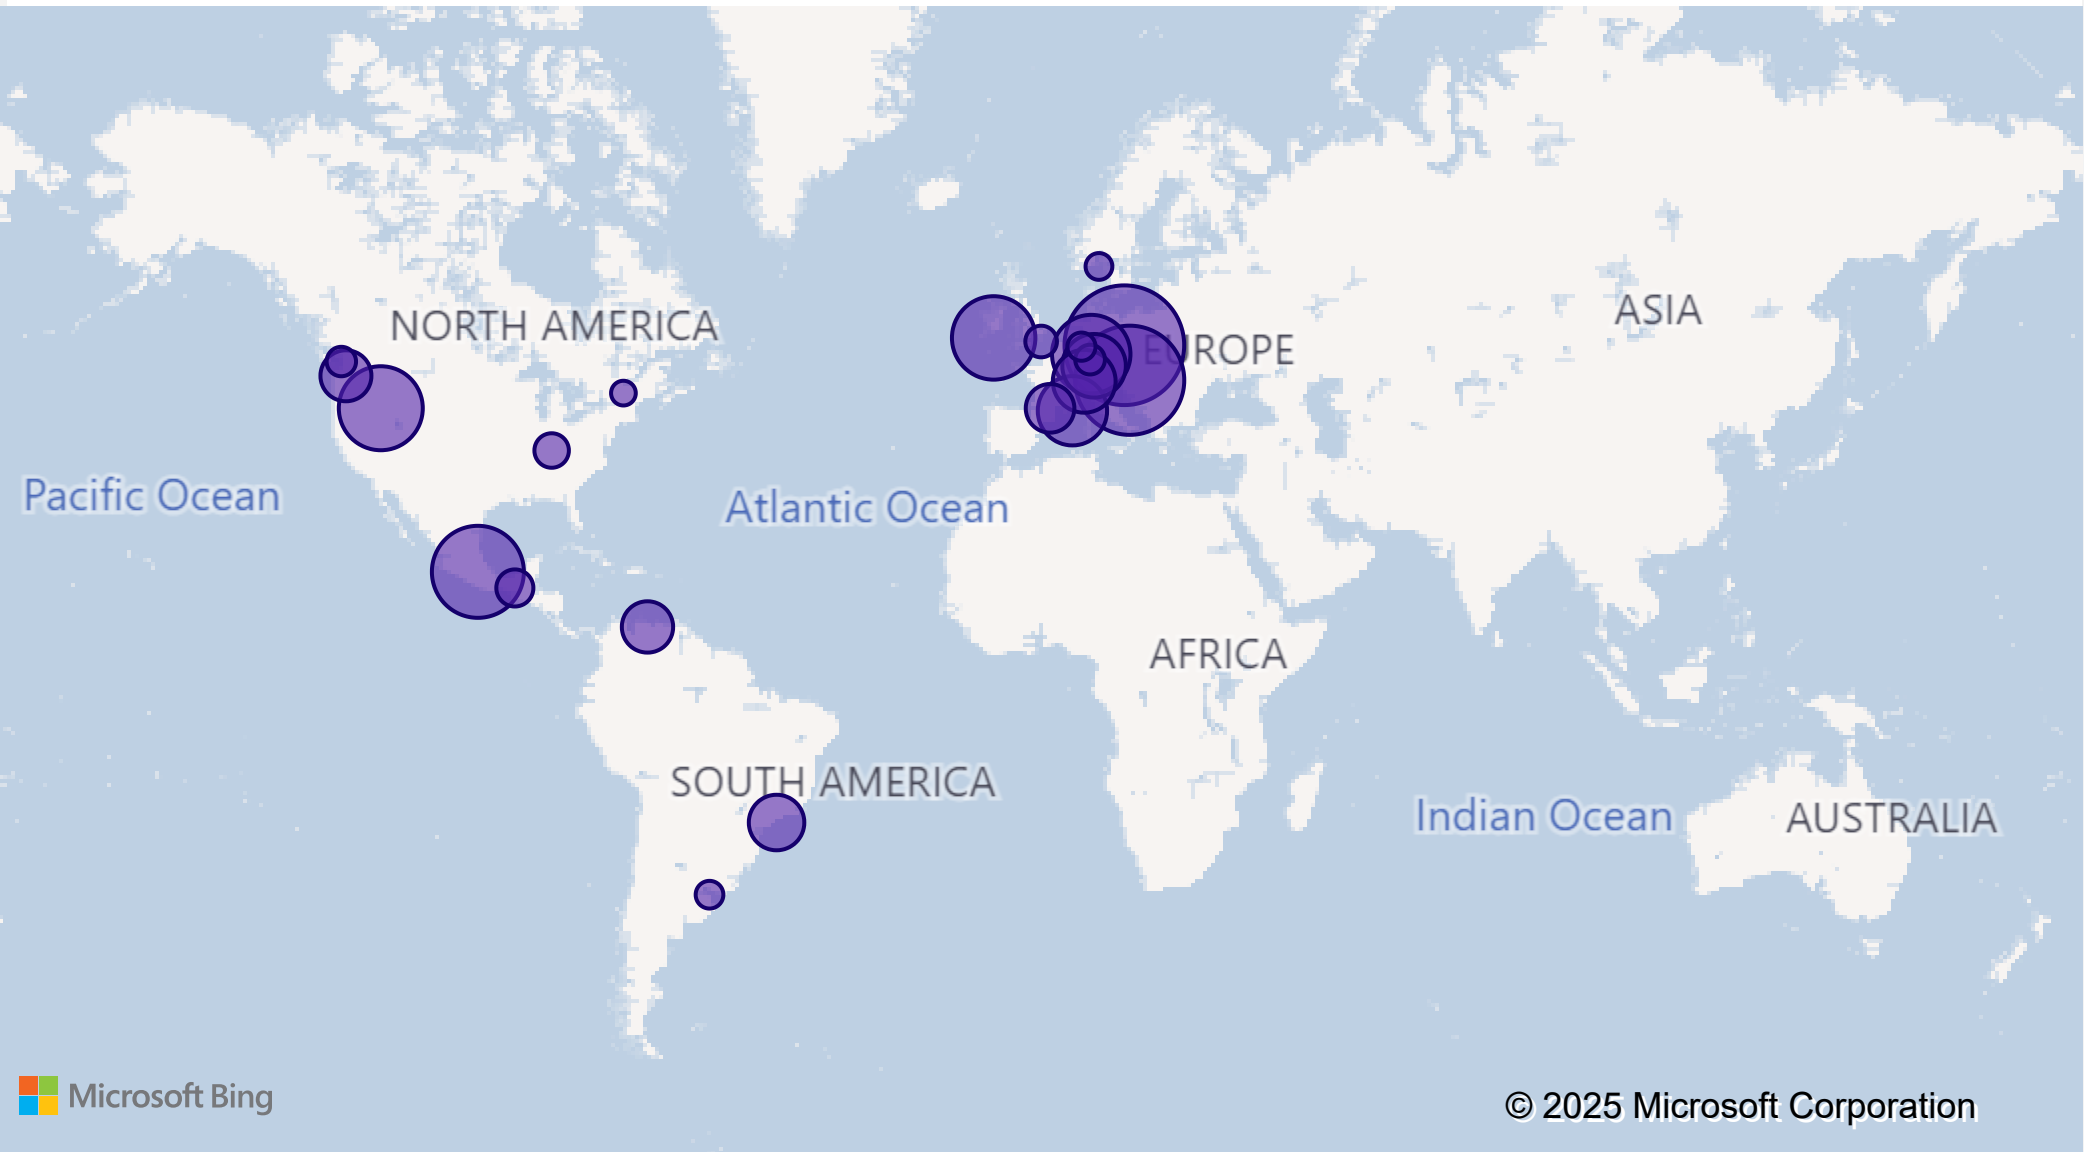 ASIA
NORTH AMERICA
EUROPE
Pacific Ocean
Atlantic Ocean
AFRICA
SOUTH AMERICA
Indian Ocean
AUSTRALIA
Microsoft Bing
© 2025 Microsoft Corporation